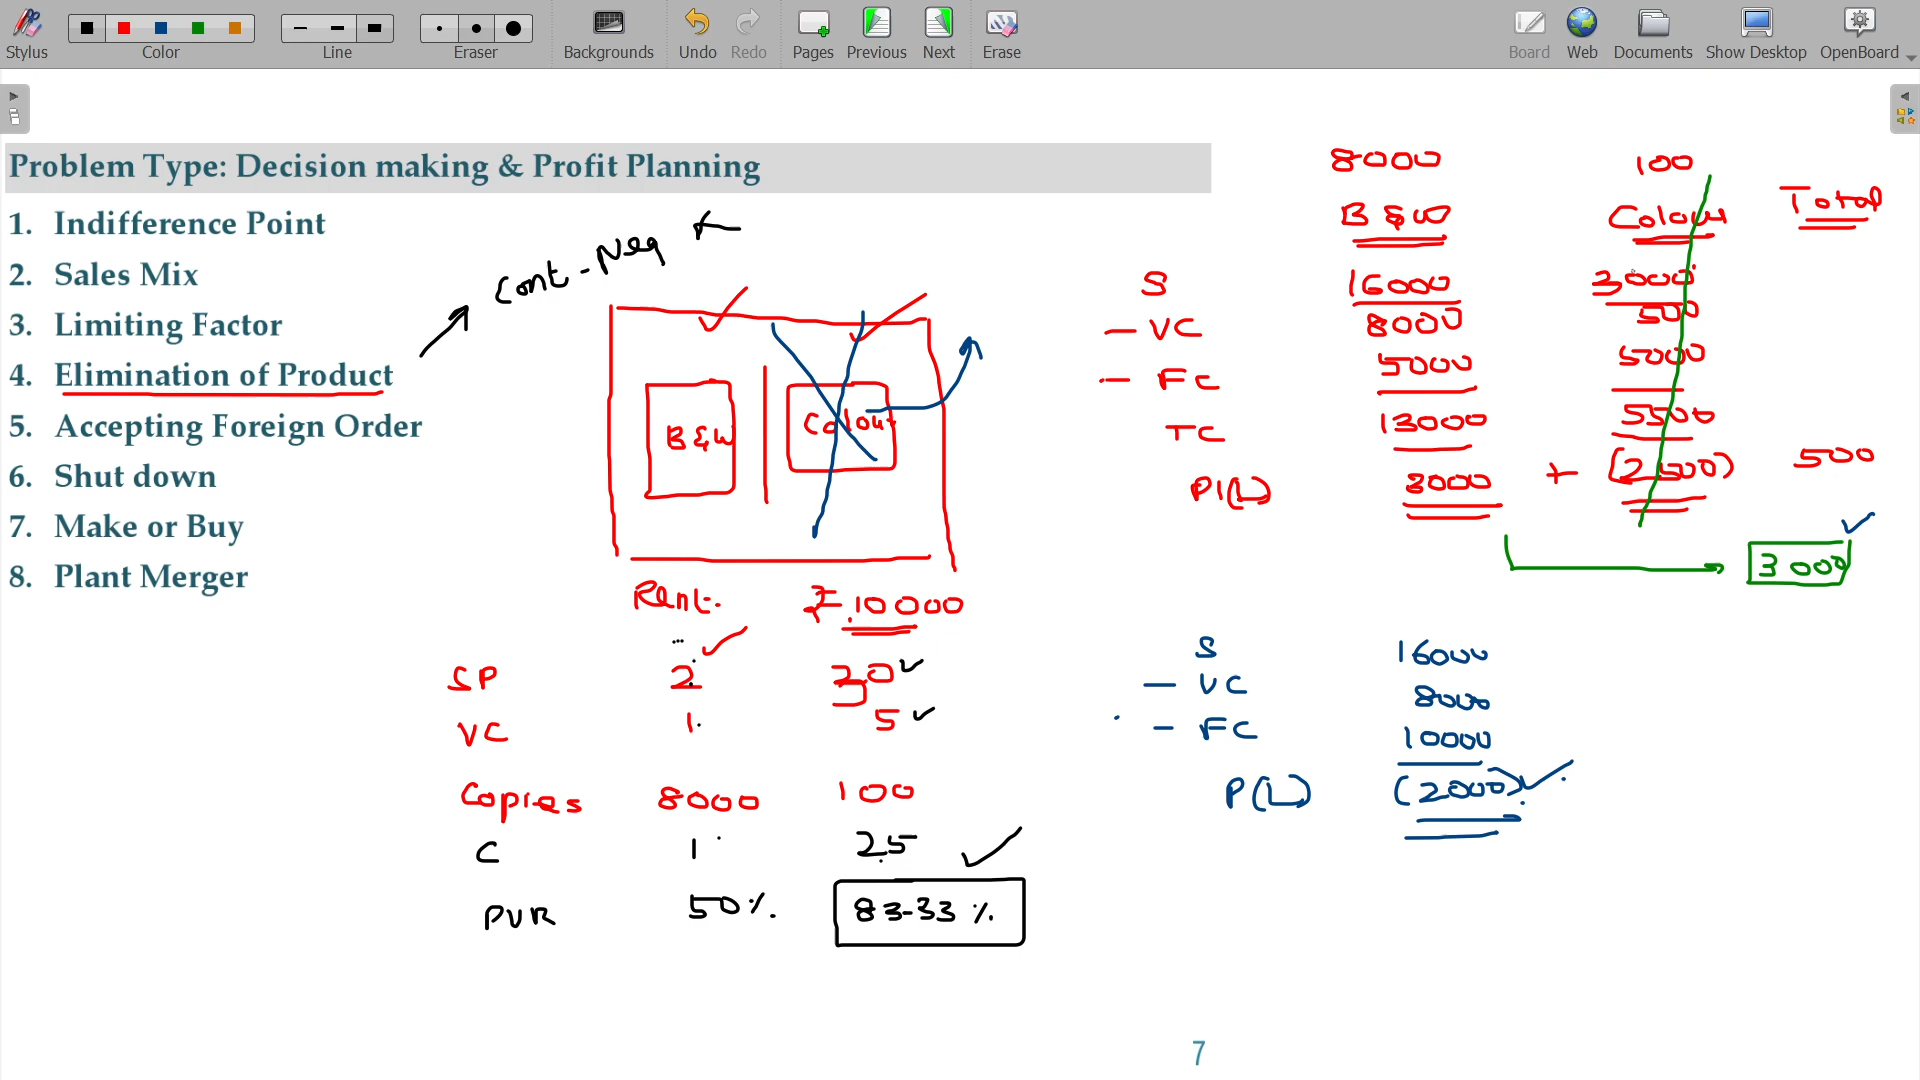 Stylus Color Line Eraser Backgrounds Undo Redo Pages Previous Next Erase Board Web Documents Show Desktop OpenBoard
Problem Type: Decision making & Profit Planning
1. Indifference Point
2. Sales Mix
3. Limiting Factor
4. Elimination of Product
5. Accepting Foreign Order
6. Shut down
7. Make or Buy
8. Plant Merger
Cont - Neg
B&W Colour
Rent. ₹ 10000
SP 2 30
VC 1 5
Copies 8000 100
C 1 25
PVR 50% 83-33 %
8000 100
B&W Colour Total
S 16000 3000
- VC 8000 500
- FC 5000 5000
TC 13000 5500
P/(L) 3000 + (2500) 500
3000
S 16000
- VC 8000
- FC 10000
P(L) (2000)
7